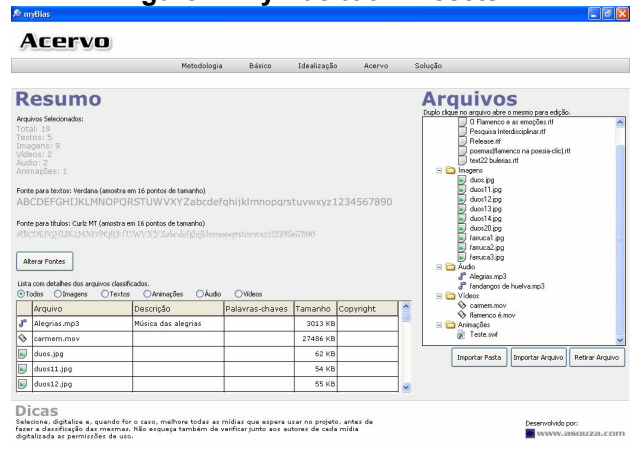 myBias
Acervo
Metodologia Básico Idealização Acervo Solução
Resumo
Arquivos Selecionados:
Total: 19
Textos: 5
Imagens: 9
Vídeos: 2
Áudio: 2
Animações: 1
Fonte para textos: Verdana (amostra em 16 pontos de tamanho)
ABCDEFGHIJKLMNOPQRSTUWVXYZabcdefghijklmnopqrstuvwxyz1234567890
Fonte para títulos: Curlz MT (amostra em 16 pontos de tamanho)
ABCDEFGHIJKLMNOPQRSTUWVXYZabcdefghijklmnopqrstuvwxyz1234567890
Alterar Fontes
Lista com detalhes dos arquivos classificados.
Todos Imagens Textos Animações Áudio Vídeos
Arquivo Descrição Palavras-chaves Tamanho Copyright
Alegrias.mp3 Música das alegrias 3013 KB
carmem.mov 27486 KB
duos.jpg 62 KB
duos11.jpg 54 KB
duos12.jpg 55 KB
Arquivos
Duplo clique no arquivo abre o mesmo para edição.
O Flamenco e as emoções.rtf
Pesquisa Interdisciplinar.rtf
Release.rtf
poemas(flamenco na poesia-clic).rtf
text22 bulerias.rtf
Imagens
duos.jpg
duos11.jpg
duos12.jpg
duos13.jpg
duos14.jpg
duos20.jpg
farruca1.jpg
farruca2.jpg
farruca3.jpg
Áudio
Alegrias.mp3
fandangos de huelva.mp3
Vídeos
carmem.mov
flamenco é.mov
Animações
Teste.swf
Importar Pasta Importar Arquivo Retirar Arquivo
Dicas
Selecione, digitalize e, quando for o caso, melhore todas as mídias que espera usar no projeto, antes de
fazer a classificação das mesmas. Não esqueça também de verificar junto aos autores de cada mídia
digitalizada as permissões de uso.
Desenvolvido por:
www.asouza.com